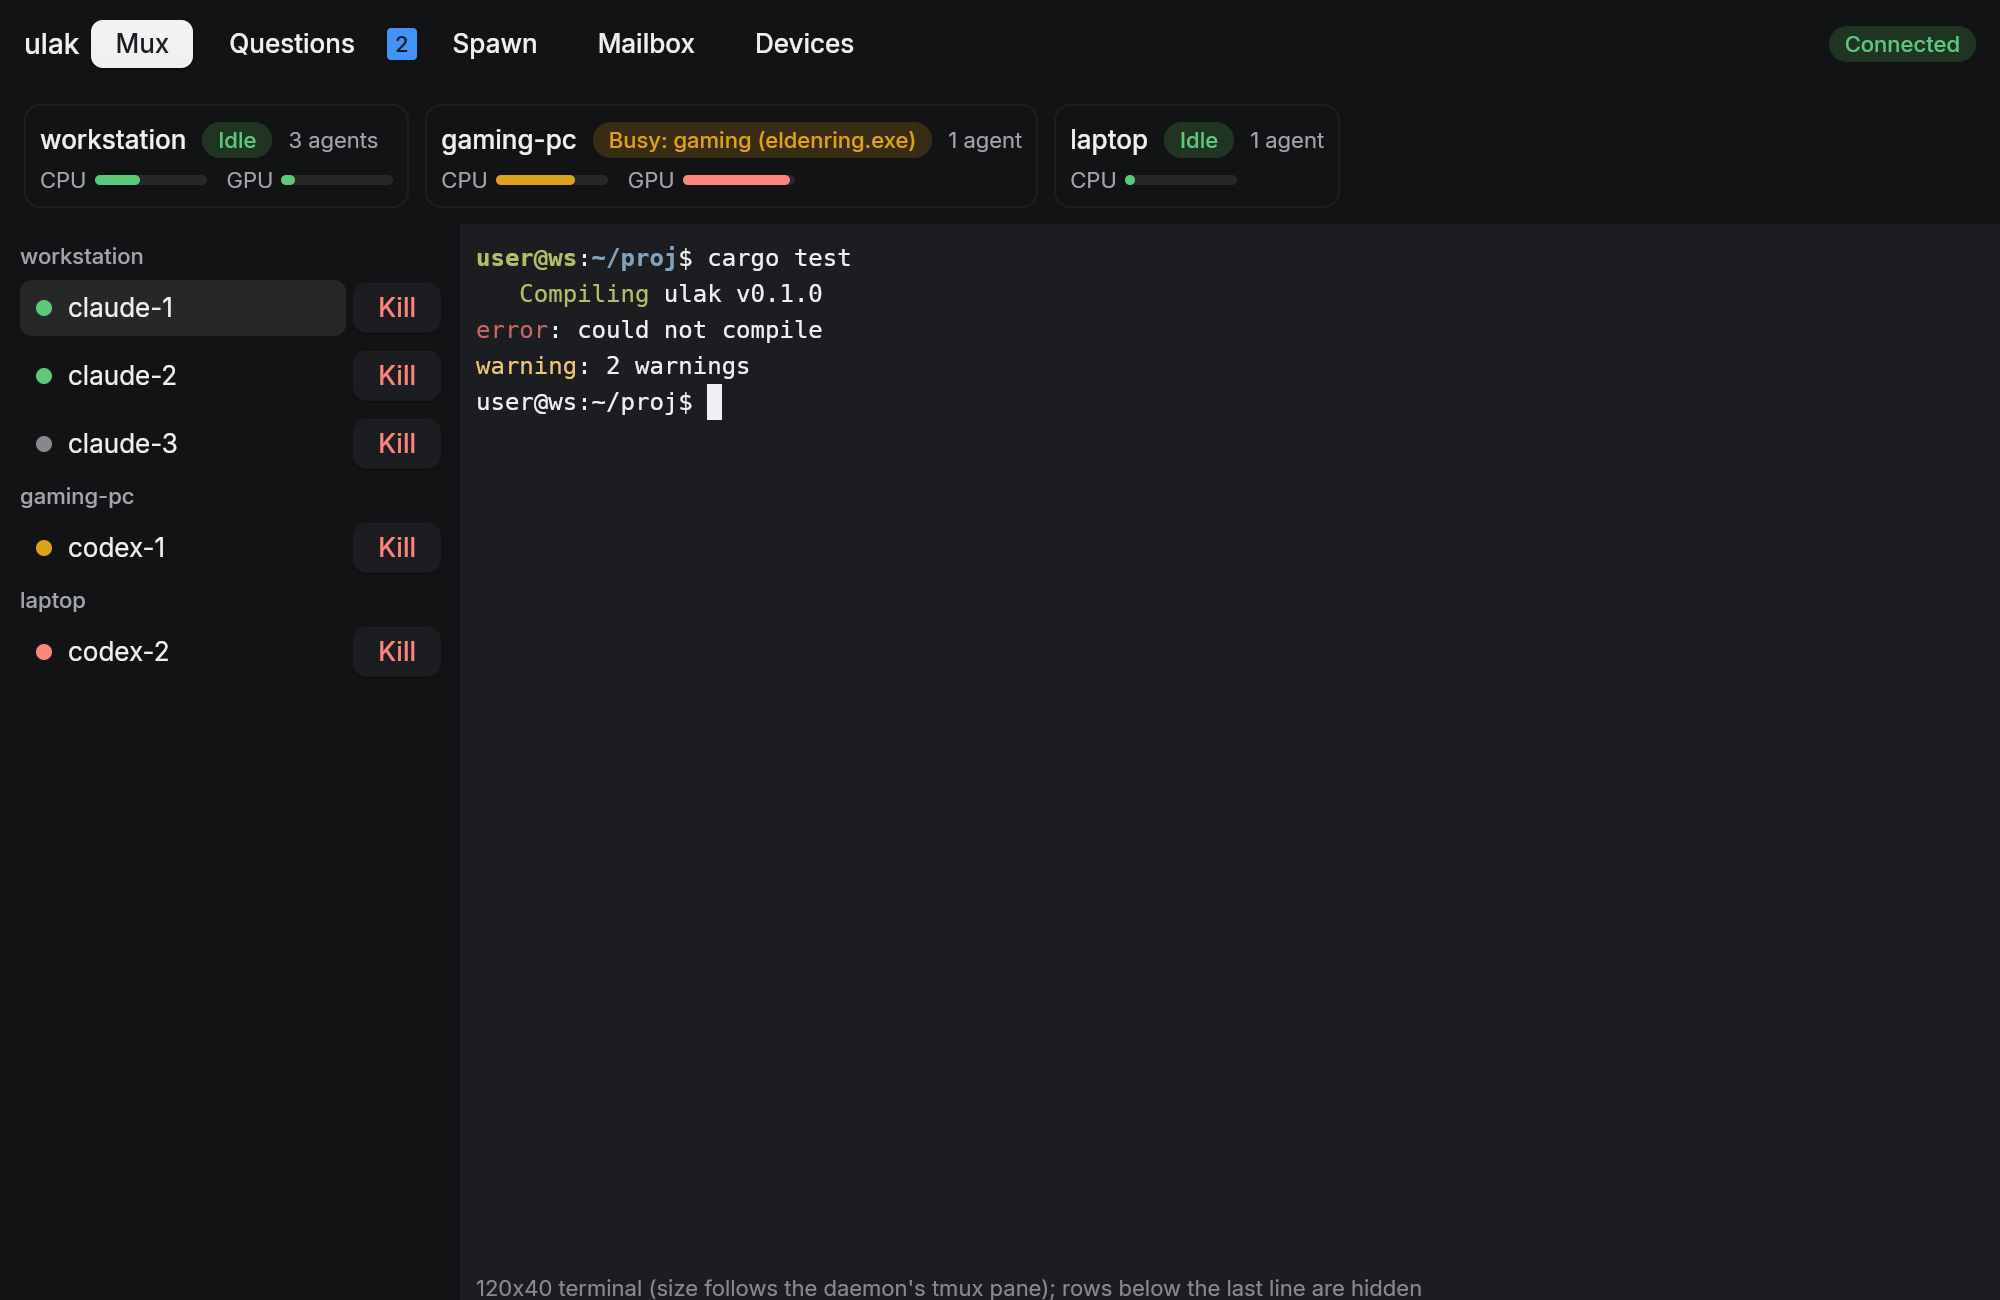 ulak Mux Questions 2 Spawn Mailbox Devices Connected
workstation Idle 3 agents
CPU GPU
gaming-pc Busy: gaming (eldenring.exe) 1 agent
CPU GPU
laptop Idle 1 agent
CPU
workstation
claude-1 Kill
claude-2 Kill
claude-3 Kill
gaming-pc
codex-1 Kill
laptop
codex-2 Kill
user@ws:~/proj$ cargo test
Compiling ulak v0.1.0
error: could not compile
warning: 2 warnings
user@ws:~/proj$
120x40 terminal (size follows the daemon's tmux pane); rows below the last line are hidden